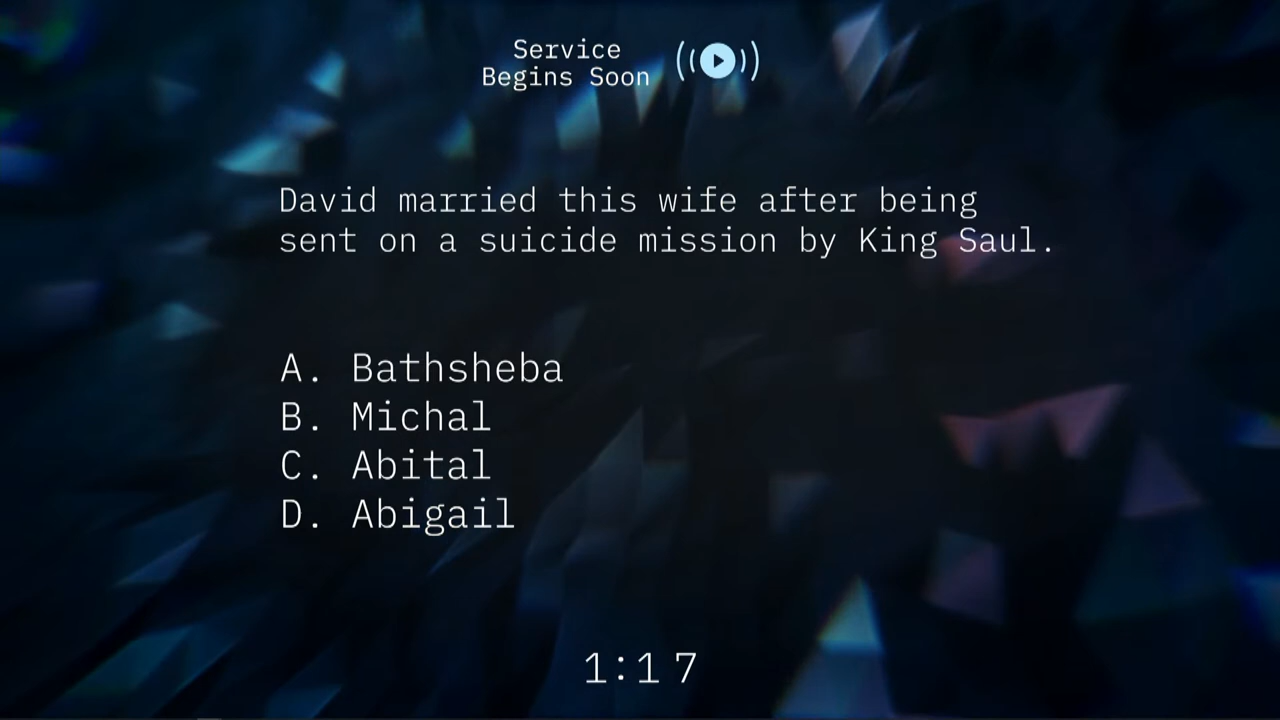 Service
Begins Soon
David married this wife after being
sent on a suicide mission by King Saul.
A. Bathsheba
B. Michal
C. Abital
D. Abigail
1:17